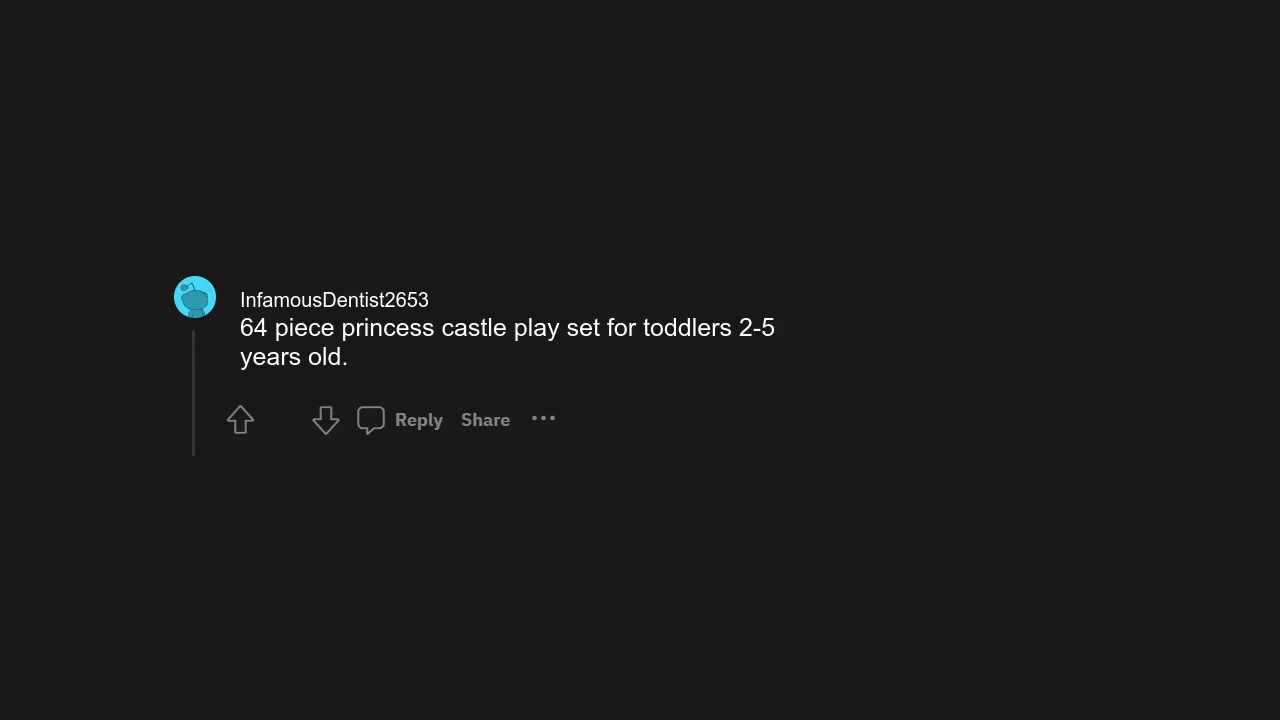 InfamousDentist2653
64 piece princess castle play set for toddlers 2-5
years old.
Reply Share